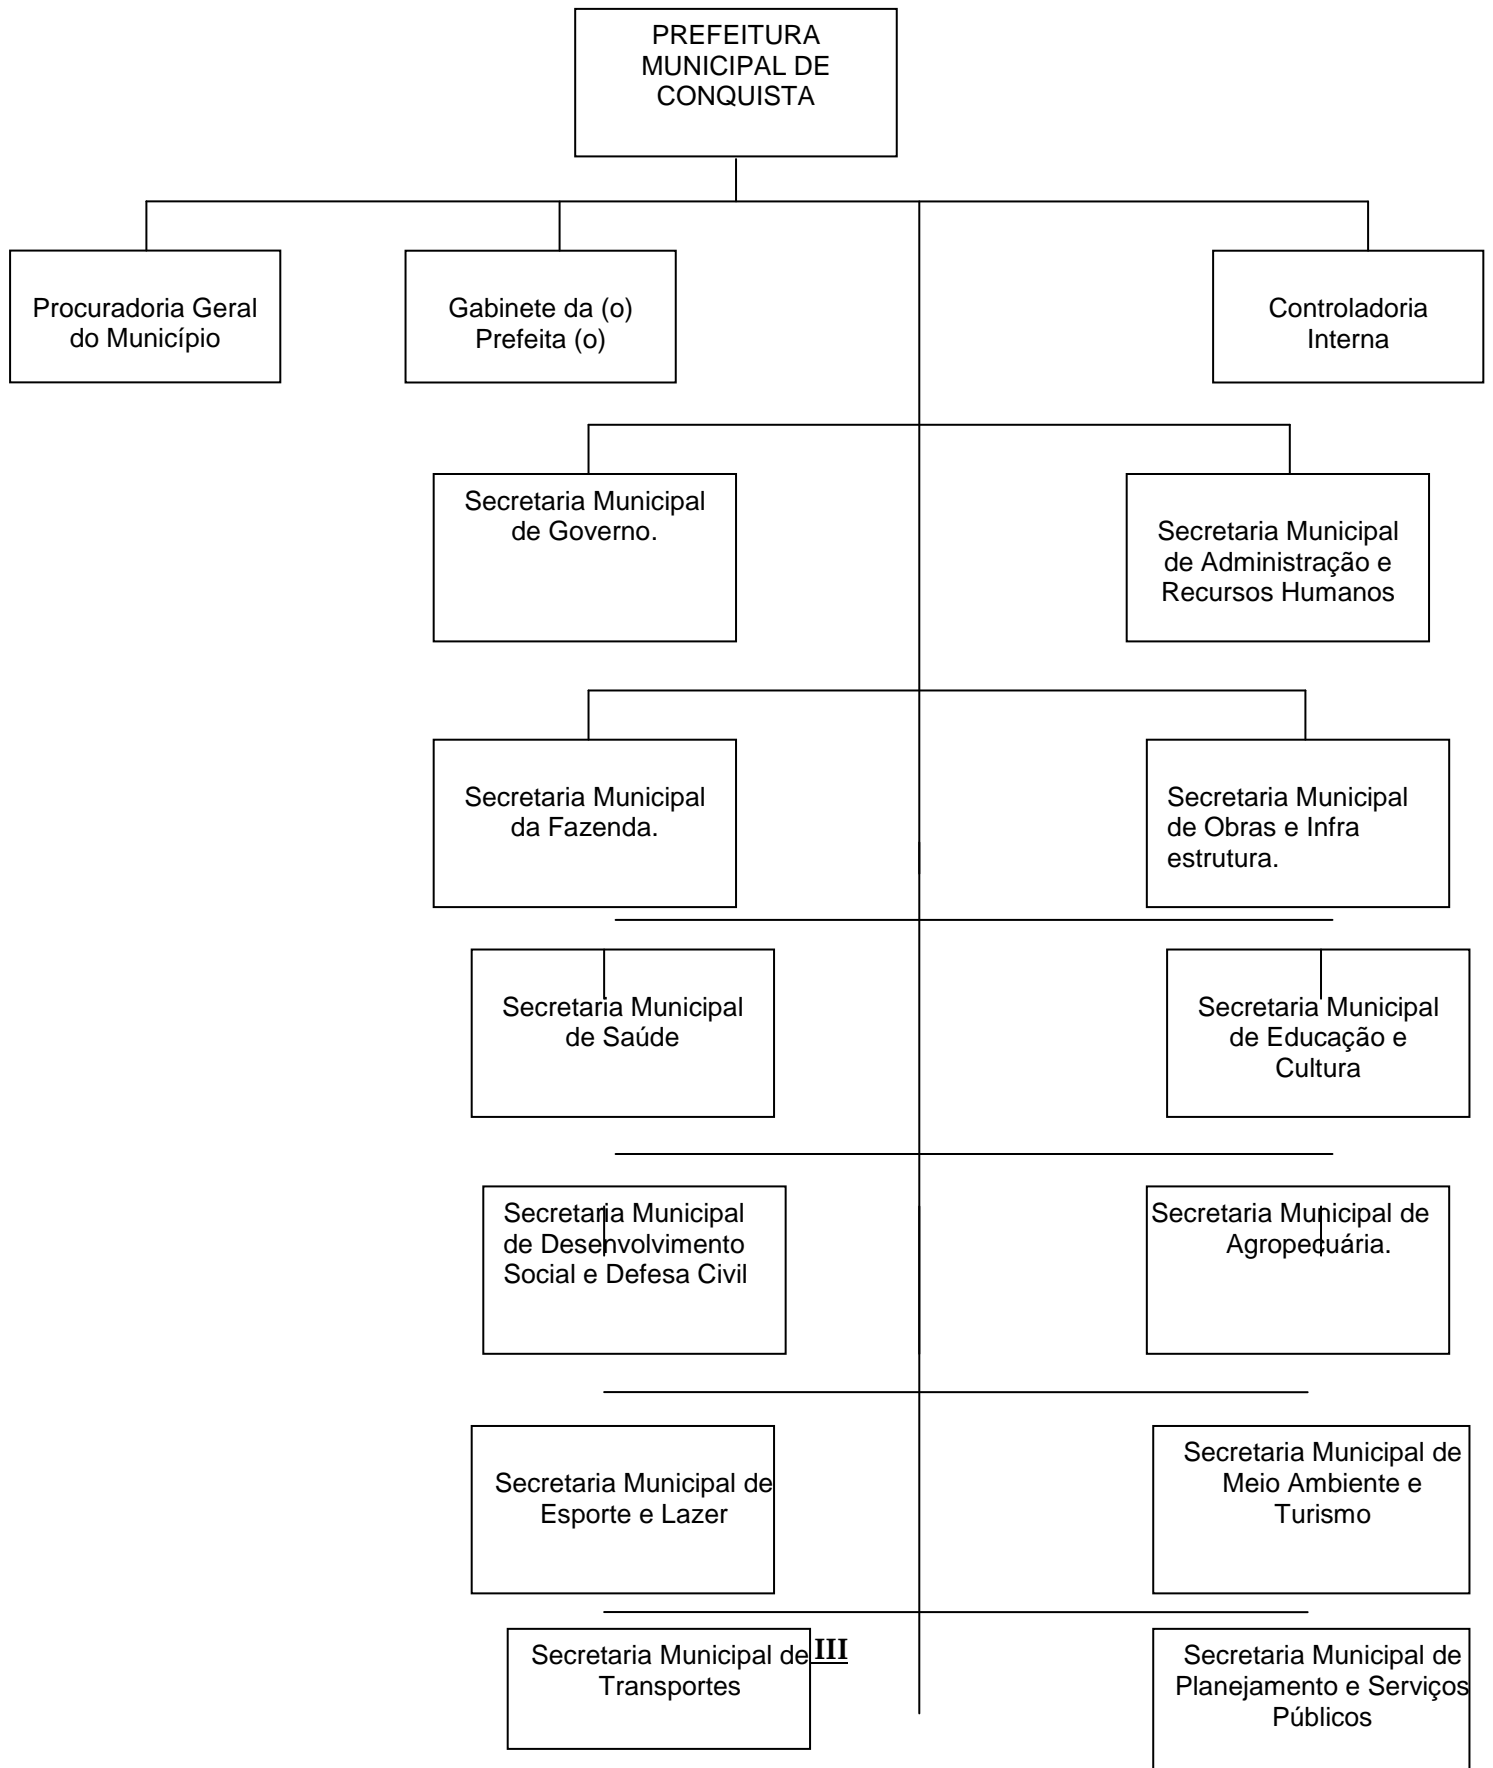 PREFEITURA
MUNICIPAL DE
CONQUISTA
Procuradoria Geral
do Município
Gabinete da (o)
Prefeita (o)
Controladoria
Interna
Secretaria Municipal
de Governo.
Secretaria Municipal
de Administração e
Recursos Humanos
Secretaria Municipal
da Fazenda.
Secretaria Municipal
de Obras e Infra
estrutura.
Secretaria Municipal
de Saúde
Secretaria Municipal
de Educação e
Cultura
Secretaria Municipal
de Desenvolvimento
Social e Defesa Civil
Secretaria Municipal de
Agropecuária.
Secretaria Municipal de
Esporte e Lazer
Secretaria Municipal de
Meio Ambiente e
Turismo
Secretaria Municipal de
Transportes
III
Secretaria Municipal de
Planejamento e Serviços
Públicos